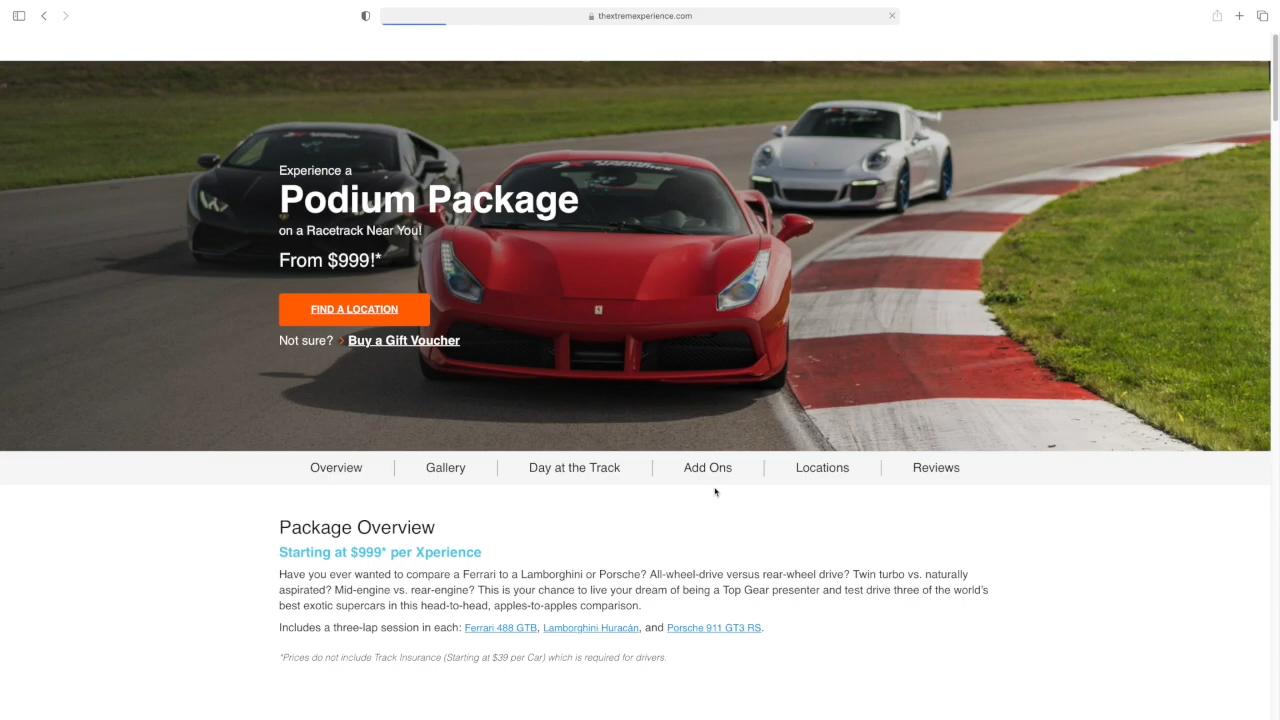 thextremexperience.com
Experience a
Podium Package
on a Racetrack Near You!
From $999!*
FIND A LOCATION
Not sure? › Buy a Gift Voucher
Overview
Gallery
Day at the Track
Add Ons
Locations
Reviews
Package Overview
Starting at $999* per Xperience
Have you ever wanted to compare a Ferrari to a Lamborghini or Porsche? All-wheel-drive versus rear-wheel drive? Twin turbo vs. naturally
aspirated? Mid-engine vs. rear-engine? This is your chance to live your dream of being a Top Gear presenter and test drive three of the world's
best exotic supercars in this head-to-head, apples-to-apples comparison.
Includes a three-lap session in each: Ferrari 488 GTB, Lamborghini Huracán, and Porsche 911 GT3 RS.
*Prices do not include Track Insurance (Starting at $39 per Car) which is required for drivers.